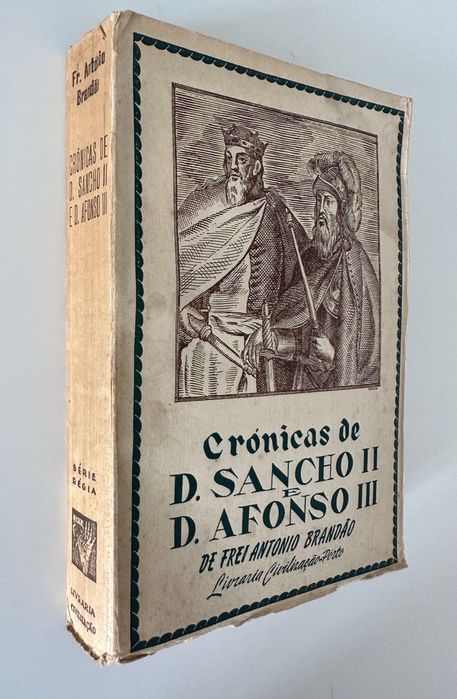 Fr. António
Brandão
CRÓNICAS DE
D. SANCHO II
E D. AFONSO III
SÉRIE
RÉGIA
LIVRARIA
CIVILIZAÇÃO
Crónicas de
D. SANCHO II
E
D. AFONSO III
DE FREI ANTONIO BRANDÃO
Livraria Civilização-Porto